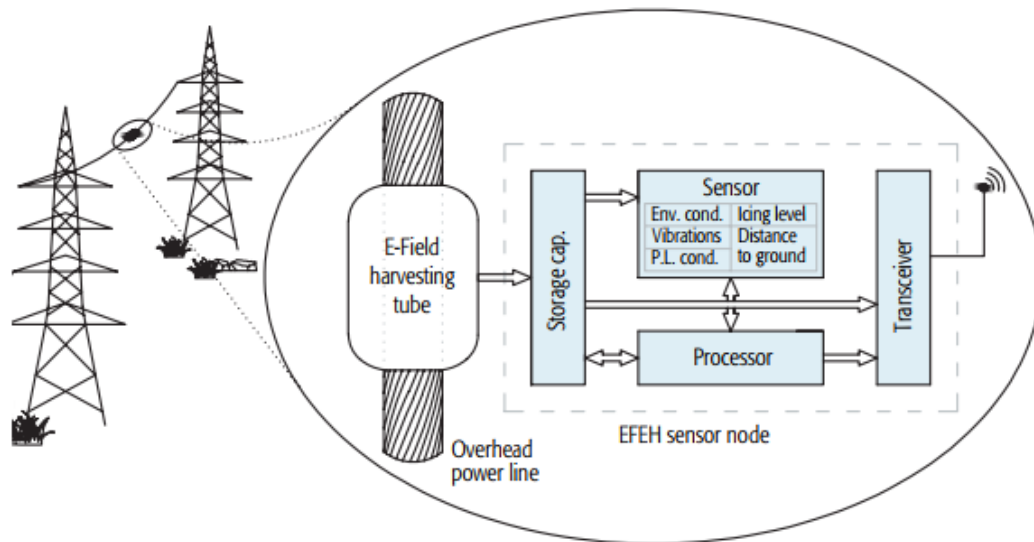 E-Field
harvesting
tube
Overhead
power line
Storage cap.
Sensor
Env. cond. Icing level
Vibrations Distance
P.L. cond. to ground
Processor
Transceiver
EFEH sensor node